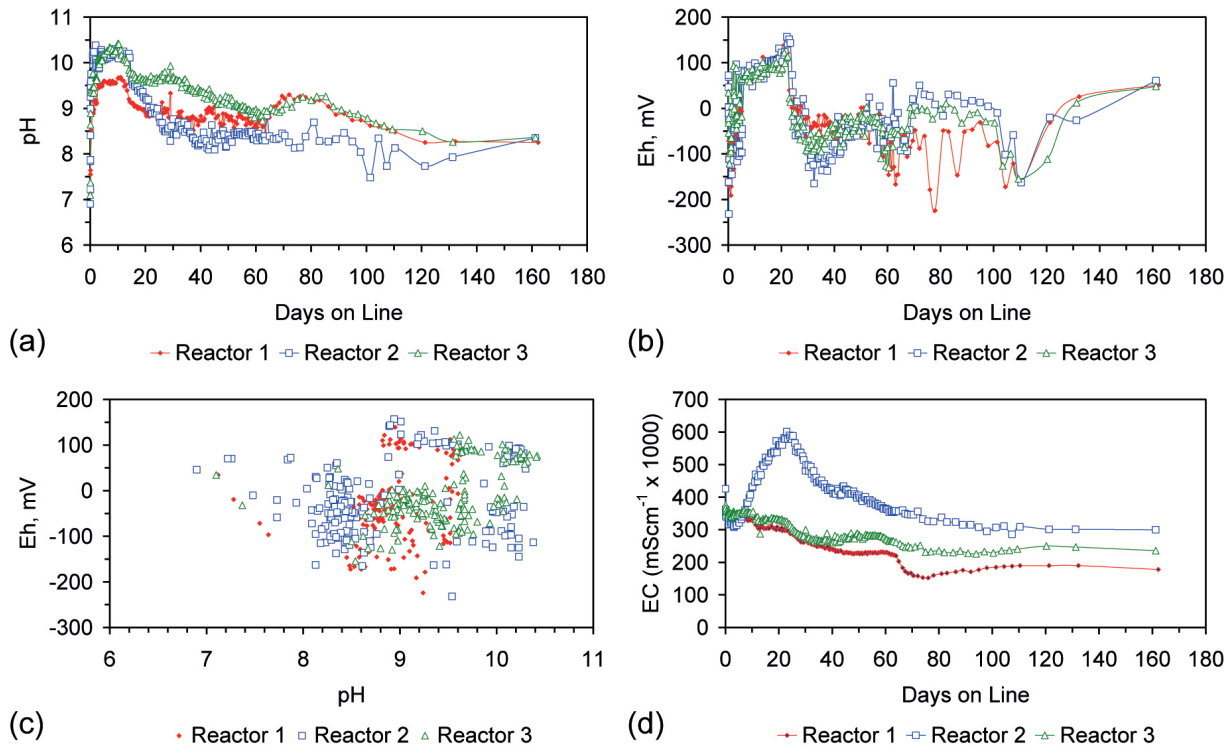 11
10
9
8
7
6
pH
0 20 40 60 80 100 120 140 160 180
Days on Line
(a)
Reactor 1 Reactor 2 Reactor 3
200
100
0
-100
-200
-300
Eh, mV
0 20 40 60 80 100 120 140 160 180
Days on Line
(b)
Reactor 1 Reactor 2 Reactor 3
200
100
0
-100
-200
-300
Eh, mV
6 7 8 9 10 11
pH
(c)
Reactor 1 Reactor 2 Reactor 3
700
600
500
400
300
200
100
0
EC (mScm⁻¹ x 1000)
0 20 40 60 80 100 120 140 160 180
Days on Line
(d)
Reactor 1 Reactor 2 Reactor 3